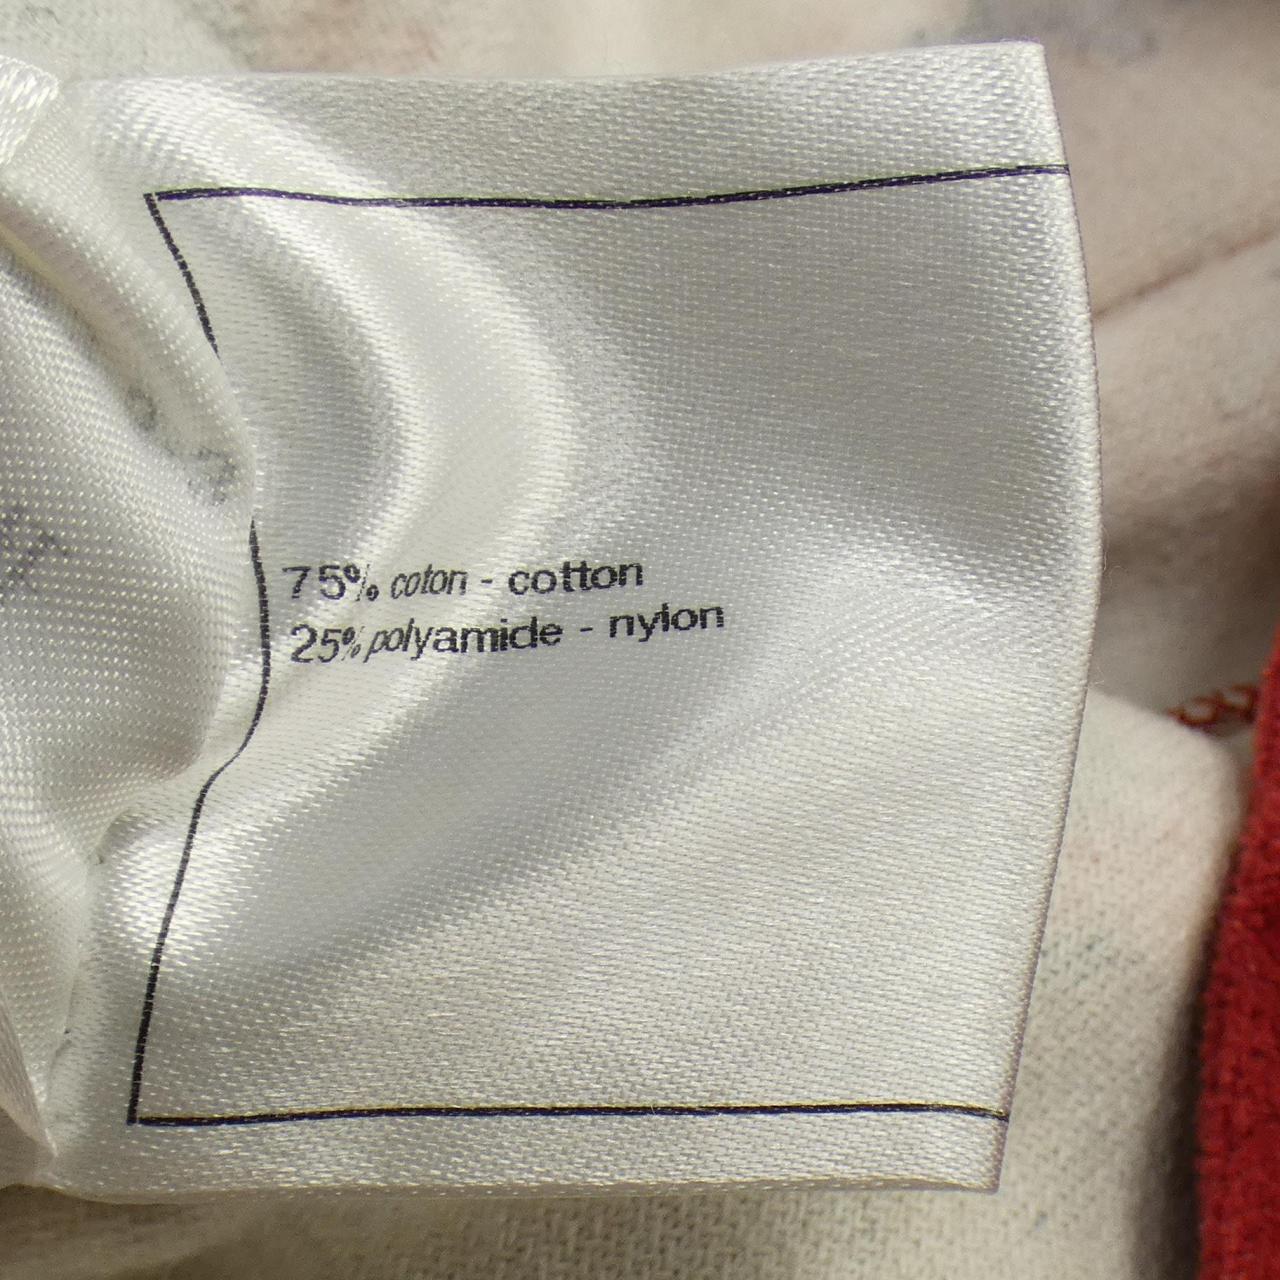 75% coton - cotton
25% polyamide - nylon